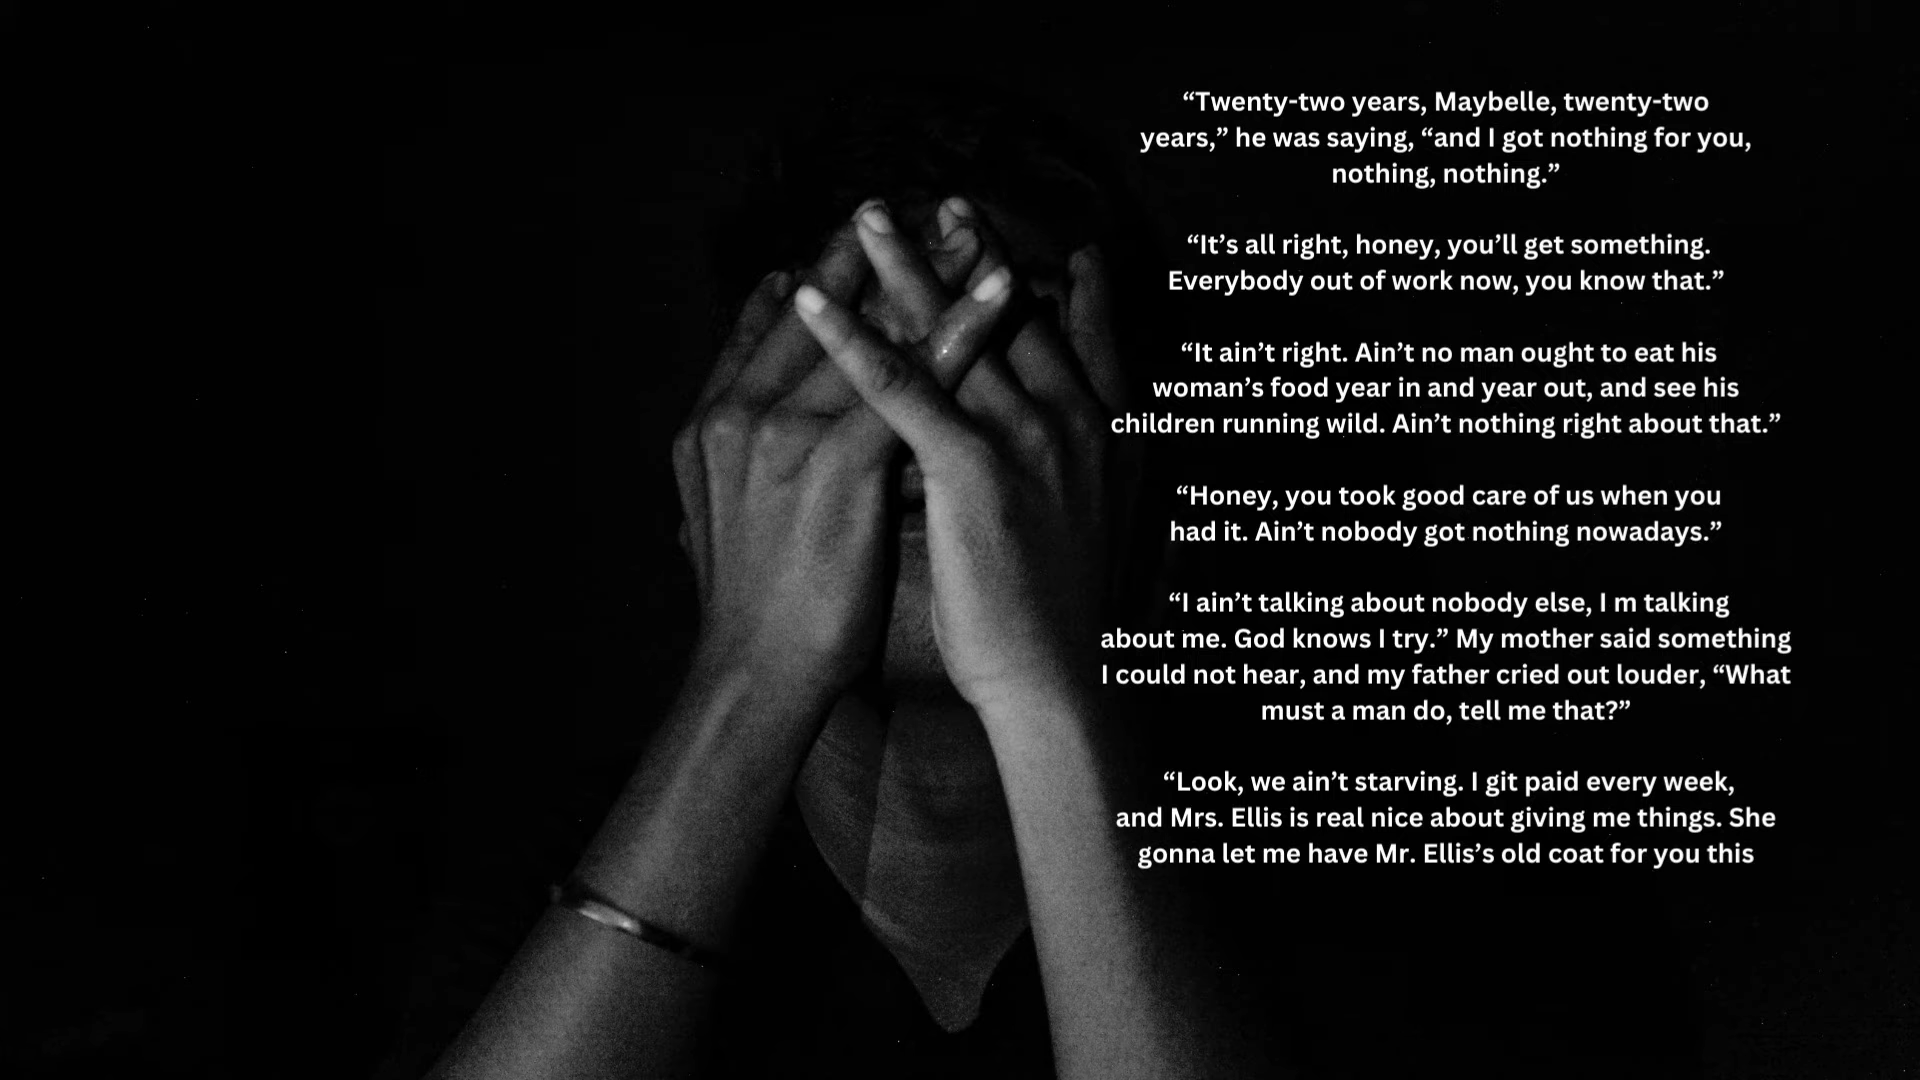 “Twenty-two years, Maybelle, twenty-two
years,” he was saying, “and I got nothing for you,
nothing, nothing.”
“It’s all right, honey, you’ll get something.
Everybody out of work now, you know that.”
“It ain’t right. Ain’t no man ought to eat his
woman’s food year in and year out, and see his
children running wild. Ain’t nothing right about that.”
“Honey, you took good care of us when you
had it. Ain’t nobody got nothing nowadays.”
“I ain’t talking about nobody else, I m talking
about me. God knows I try.” My mother said something
I could not hear, and my father cried out louder, “What
must a man do, tell me that?”
“Look, we ain’t starving. I git paid every week,
and Mrs. Ellis is real nice about giving me things. She
gonna let me have Mr. Ellis’s old coat for you this